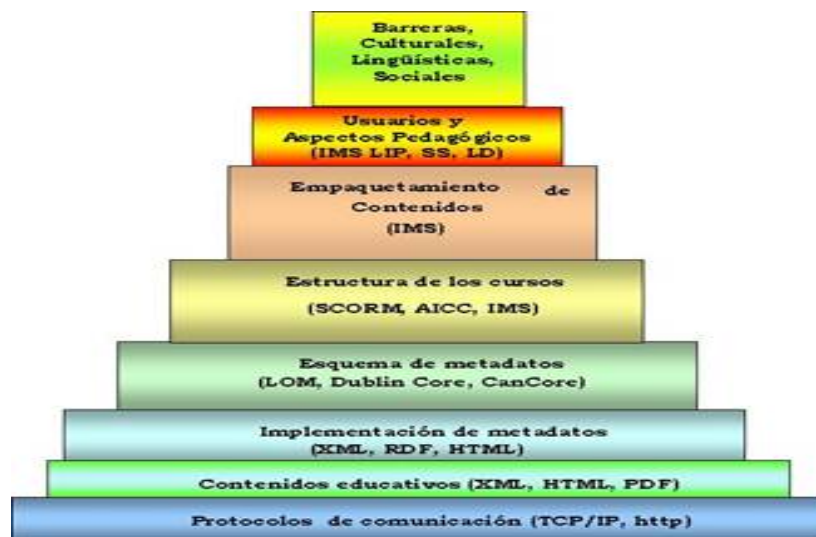 Barreras,
Culturales,
Lingüísticas,
Sociales
Usuarios y
Aspectos Pedagógicos
(IMS LIP, SS, LD)
Empaquetamiento de
Contenidos
(IMS)
Estructura de los cursos
(SCORM, AICC, IMS)
Esquema de metadatos
(LOM, Dublin Core, CanCore)
Implementación de metadatos
(XML, RDF, HTML)
Contenidos educativos (XML, HTML, PDF)
Protocolos de comunicación (TCP/IP, http)